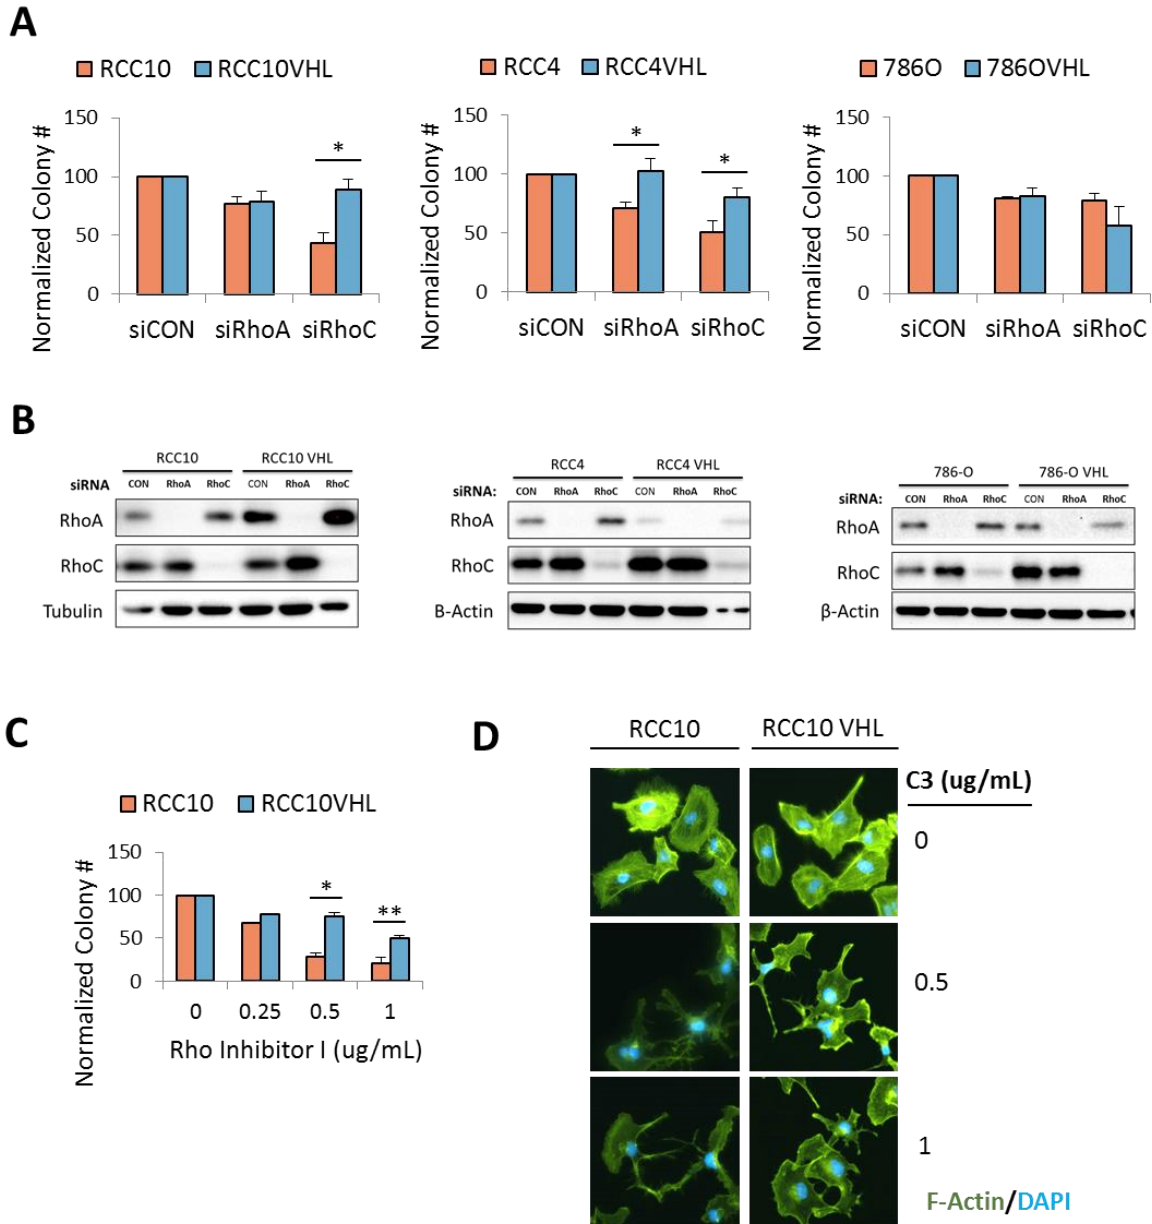 A
RCC10 RCC10VHL
RCC4 RCC4VHL
786O 786OVHL
Normalized Colony #
150
100
50
0
*
siCON siRhoA siRhoC
Normalized Colony #
150
100
50
0
*
*
siCON siRhoA siRhoC
Normalized Colony #
150
100
50
0
siCON siRhoA siRhoC
B
RCC10 RCC10 VHL
siRNA CON RhoA RhoC CON RhoA RhoC
RhoA
RhoC
Tubulin
RCC4 RCC4 VHL
siRNA: CON RhoA RhoC CON RhoA RhoC
RhoA
RhoC
B-Actin
786-O 786-O VHL
siRNA: CON RhoA RhoC CON RhoA RhoC
RhoA
RhoC
β-Actin
C
RCC10 RCC10VHL
Normalized Colony #
150
100
50
0
*
**
0 0.25 0.5 1
Rho Inhibitor I (ug/mL)
D
RCC10 RCC10 VHL
C3 (ug/mL)
0
0.5
1
F-Actin/DAPI